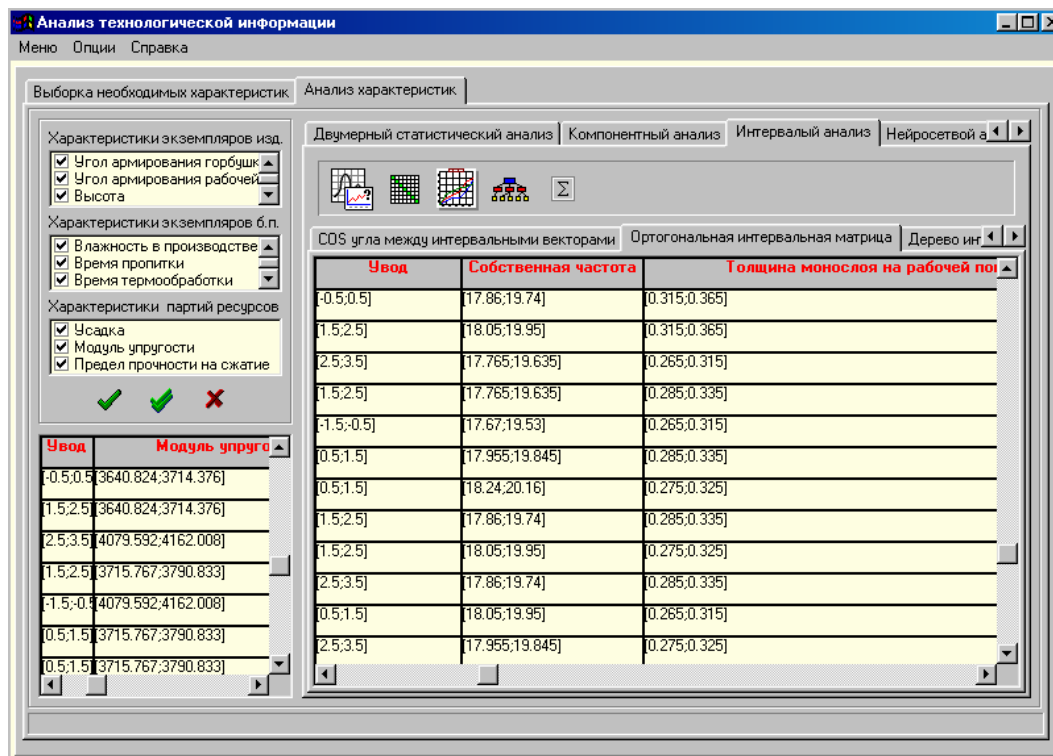 Анализ технологической информации
Меню Опции Справка
Выборка необходимых характеристик Анализ характеристик
Характеристики экземпляров изд.
Угол армирования горбушк
Угол армирования рабочей
Высота
Характеристики экземпляров б.п.
Влажность в производстве
Время пропитки
Время термообработки
Характеристики партий ресурсов
Усадка
Модуль упругости
Предел прочности на сжатие
Увод Модуль упруго
[-0.5;0.5 [3640.824;3714.376]
[1.5;2.5] [3640.824;3714.376]
[2.5;3.5] [4079.592;4162.008]
[1.5;2.5] [3715.767;3790.833]
[-1.5;-0.5 [4079.592;4162.008]
[0.5;1.5] [3715.767;3790.833]
[0.5;1.5] [3715.767;3790.833]
Двумерный статистический анализ Компонентный анализ Интервалый анализ Нейросетвой а
Σ
COS угла между интервальными векторами Ортогональная интервальная матрица Дерево инт
Увод Собственная частота Толщина монослоя на рабочей пов
[-0.5;0.5] [17.86;19.74] [0.315;0.365]
[1.5;2.5] [18.05;19.95] [0.315;0.365]
[2.5;3.5] [17.765;19.635] [0.265;0.315]
[1.5;2.5] [17.765;19.635] [0.285;0.335]
[-1.5;-0.5] [17.67;19.53] [0.265;0.315]
[0.5;1.5] [17.955;19.845] [0.285;0.335]
[0.5;1.5] [18.24;20.16] [0.275;0.325]
[1.5;2.5] [17.86;19.74] [0.285;0.335]
[1.5;2.5] [18.05;19.95] [0.275;0.325]
[2.5;3.5] [17.86;19.74] [0.285;0.335]
[0.5;1.5] [18.05;19.95] [0.265;0.315]
[2.5;3.5] [17.955;19.845] [0.275;0.325]